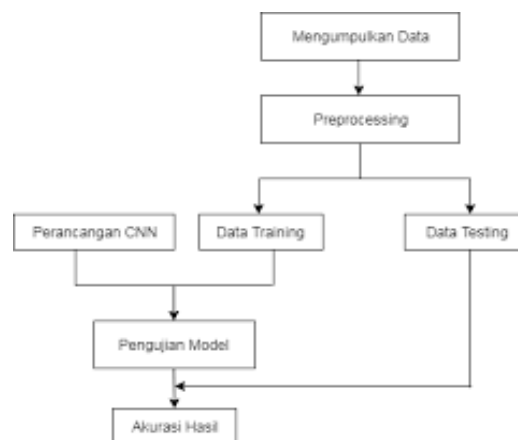 Mengumpulkan Data
Preprocessing
Perancangan CNN
Data Training
Data Testing
Pengujian Model
Akurasi Hasil